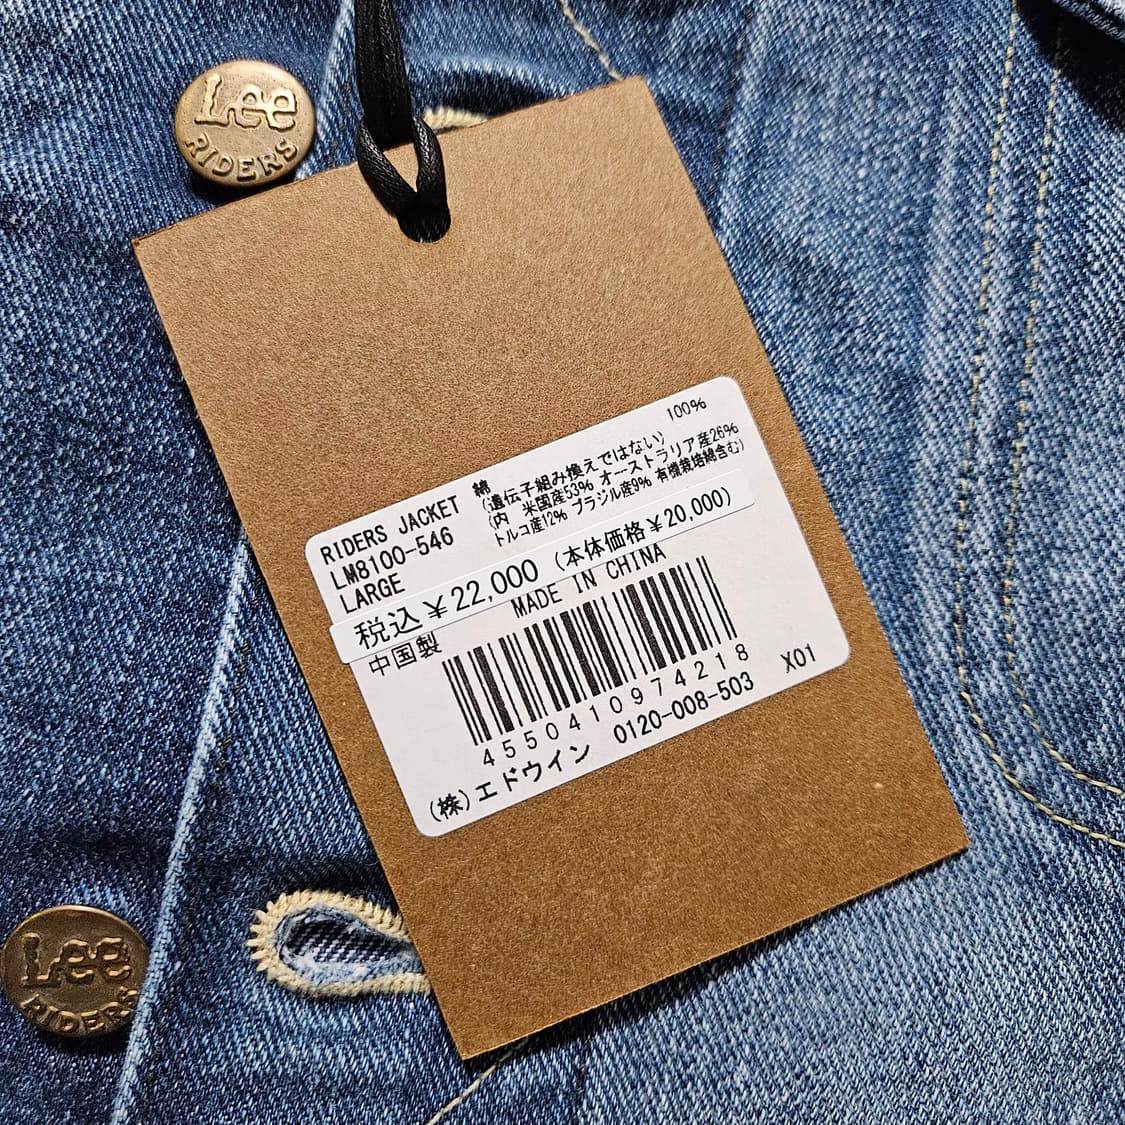 Lee
RIDERS
RIDERS JACKET
LM8100-546
LARGE
綿 100%
(遺伝子組み換えではない)
(内 米国産53% オーストラリア産26%
トルコ産12% ブラジル産9% 有機栽培綿含む)
税込¥22,000 (本体価格¥20,000)
中国製 MADE IN CHINA
4550410974218
(株)エドウイン 0120-008-503
X01
Lee
RIDERS